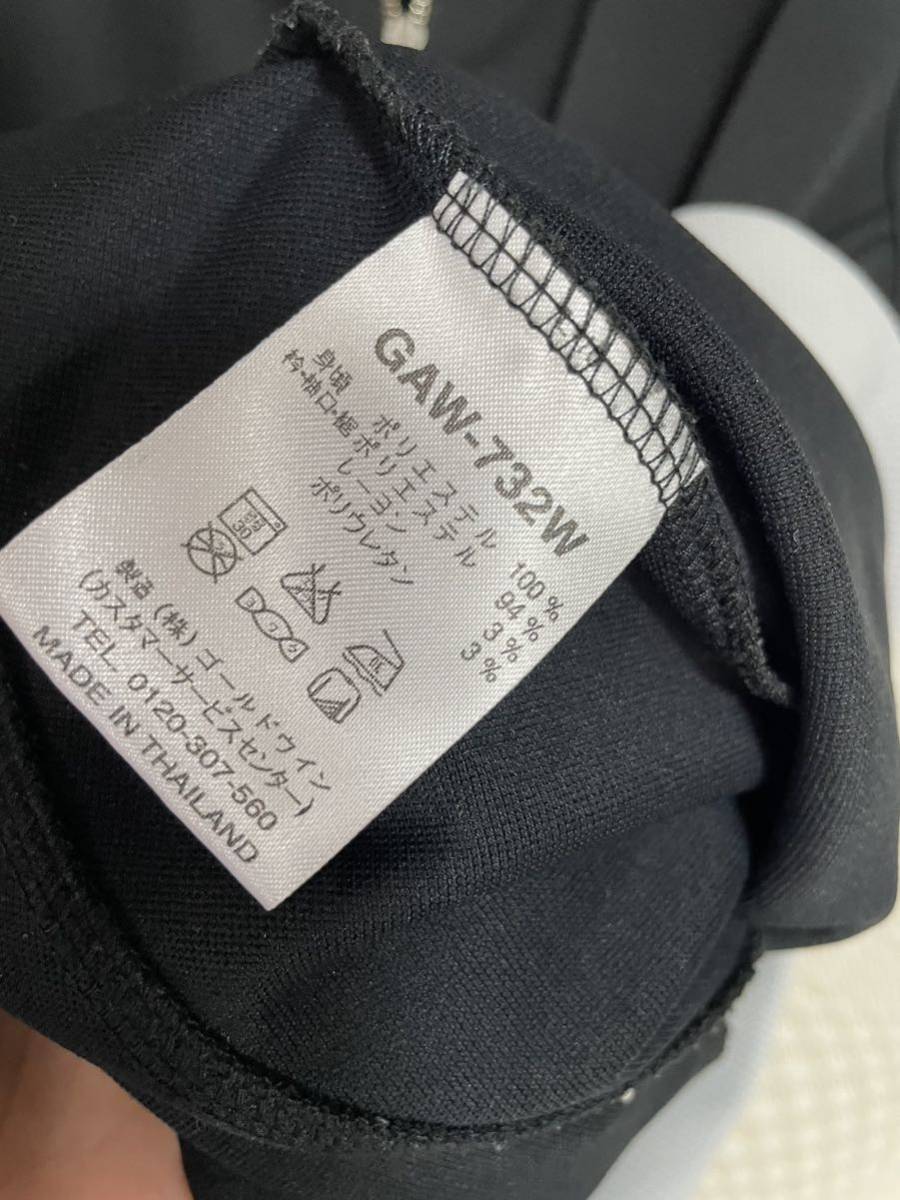 GAW-732W
身頃 ポリエステル 100%
衿・袖口・裾 ポリエステル 94%
レーヨン 3%
ポリウレタン 3%
弱 30
製造 (株) ゴールドウイン
(カスタマーサービスセンター)
TEL. 0120-307-560
MADE IN THAILAND